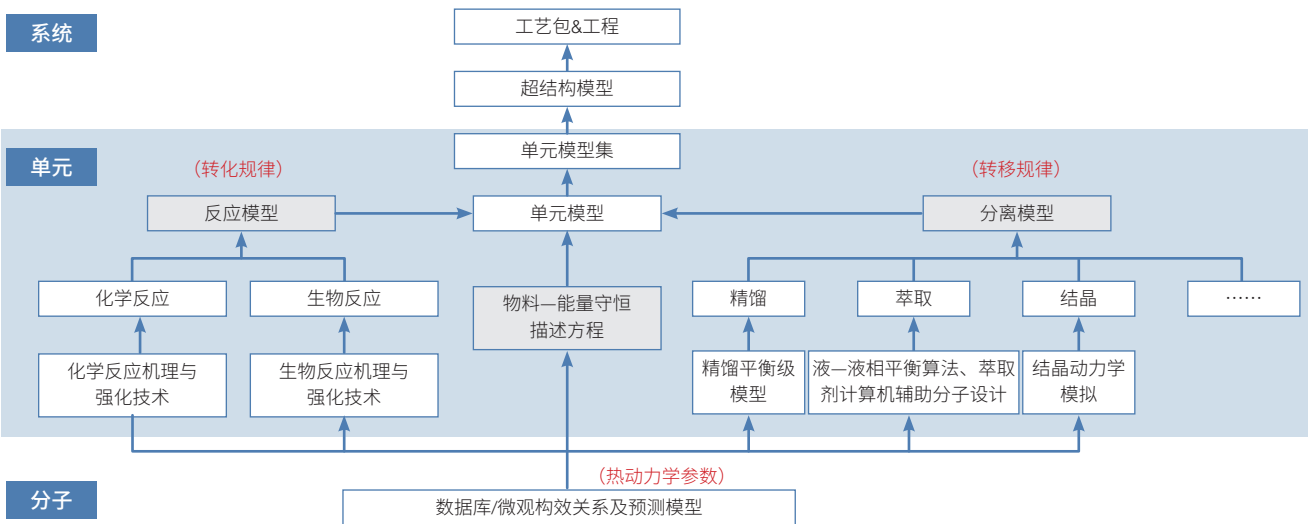 系统
工艺包&工程
超结构模型
单元
单元模型集
（转化规律）
（转移规律）
反应模型
单元模型
分离模型
化学反应
生物反应
物料—能量守恒
描述方程
精馏
萃取
结晶
……
化学反应机理与
强化技术
生物反应机理与
强化技术
精馏平衡级
模型
液—液相平衡算法、萃取
剂计算机辅助分子设计
结晶动力学
模拟
（热动力学参数）
分子
数据库/微观构效关系及预测模型